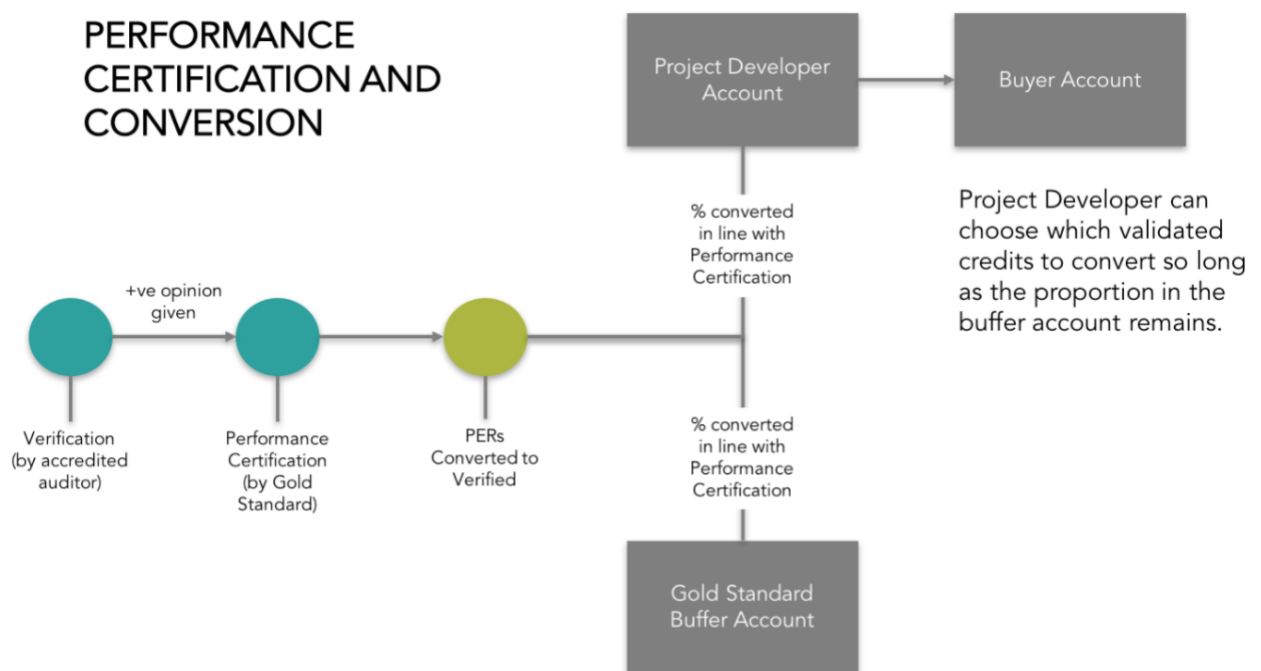 PERFORMANCE
CERTIFICATION AND
CONVERSION
Project Developer
Account
Buyer Account
% converted
in line with
Performance
Certification
Project Developer can
choose which validated
credits to convert so long
as the proportion in the
buffer account remains.
+ve opinion
given
Verification
(by accredited
auditor)
Performance
Certification
(by Gold
Standard)
PERs
Converted to
Verified
% converted
in line with
Performance
Certification
Gold Standard
Buffer Account